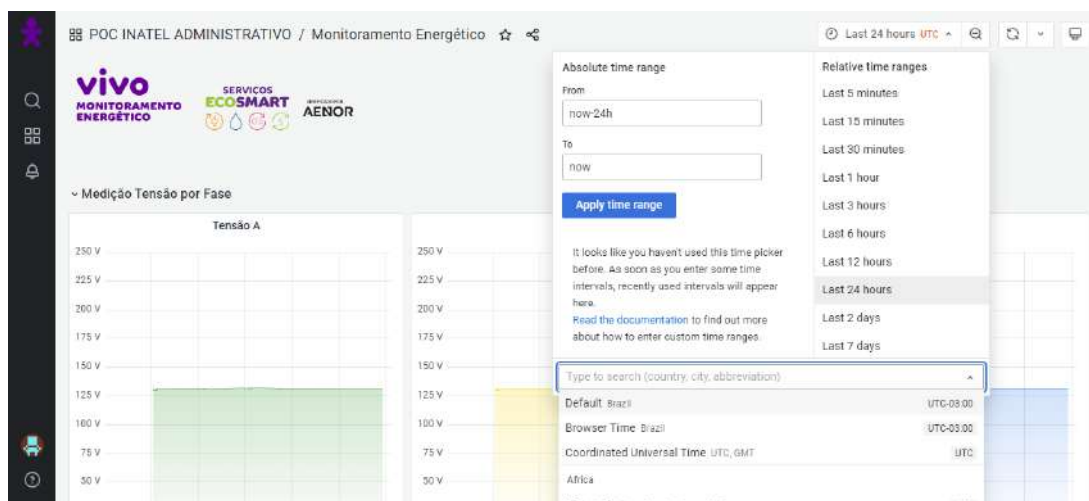 POC INATEL ADMINISTRATIVO / Monitoramento Energético
Last 24 hours UTC
vivo
MONITORAMENTO
ENERGÉTICO
SERVICOS
ECOSMART
AENOR
Absolute time range
From
now-24h
To
now
Apply time range
It looks like you haven't used this time picker
before. As soon as you enter some time
intervals, recently used intervals will appear
here.
Read the documentation to find out more
about how to enter custom time ranges.
Relative time ranges
Last 5 minutes
Last 15 minutes
Last 30 minutes
Last 1 hour
Last 3 hours
Last 6 hours
Last 12 hours
Last 24 hours
Last 2 days
Last 7 days
Type to search (country, city, abbreviation)
Default Brazil UTC-03:00
Browser Time Brazil UTC-03:00
Coordinated Universal Time UTC, GMT UTC
Africa
Medição Tensão por Fase
Tensão A
250 V
225 V
200 V
175 V
150 V
125 V
100 V
75 V
50 V
250 V
225 V
200 V
175 V
150 V
125 V
100 V
75 V
50 V